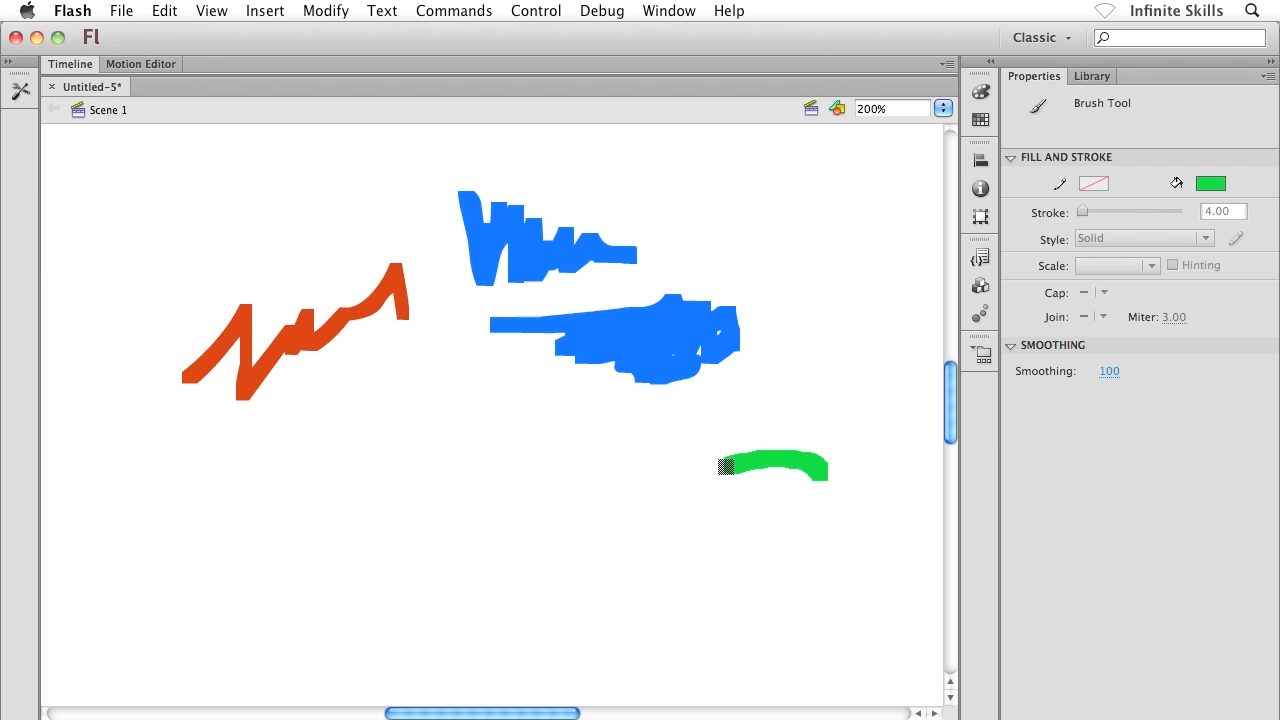 Flash File Edit View Insert Modify Text Commands Control Debug Window Help Infinite Skills
Fl Classic
Timeline Motion Editor
Untitled-5*
Scene 1 200%
Properties Library
Brush Tool
FILL AND STROKE
Stroke: 4.00
Style: Solid
Scale: Hinting
Cap:
Join: Miter: 3.00
SMOOTHING
Smoothing: 100